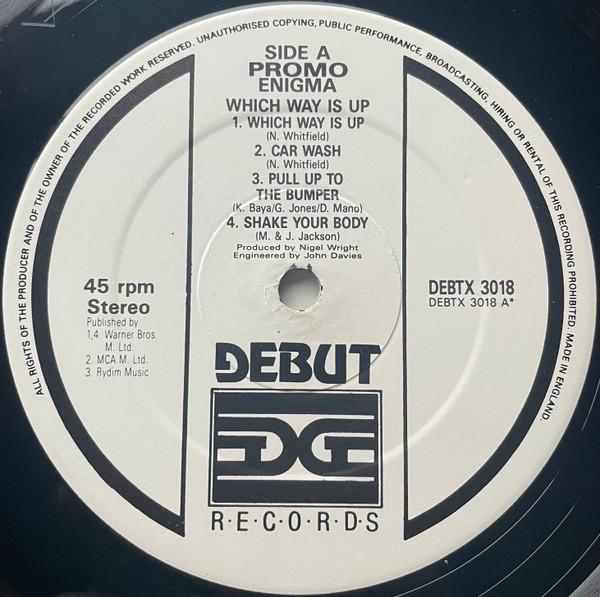 ALL RIGHTS OF THE PRODUCER AND OF THE OWNER OF THE RECORDED WORK RESERVED. UNAUTHORISED COPYING, PUBLIC PERFORMANCE, BROADCASTING, HIRING OR RENTAL OF THIS RECORDING PROHIBITED. MADE IN ENGLAND.
SIDE A
PROMO
ENIGMA
WHICH WAY IS UP
1. WHICH WAY IS UP
(N. Whitfield)
2. CAR WASH
(N. Whitfield)
3. PULL UP TO
THE BUMPER
(K. Baya/G. Jones/D. Mano)
4. SHAKE YOUR BODY
(M. & J. Jackson)
Produced by Nigel Wright
Engineered by John Davies
45 rpm
Stereo
Published by
1,4. Warner Bros.
M. Ltd.
2. MCA M. Ltd.
3. Rydim Music
DEBTX 3018
DEBTX 3018 A*
DEBUT
R·E·C·O·R·D·S